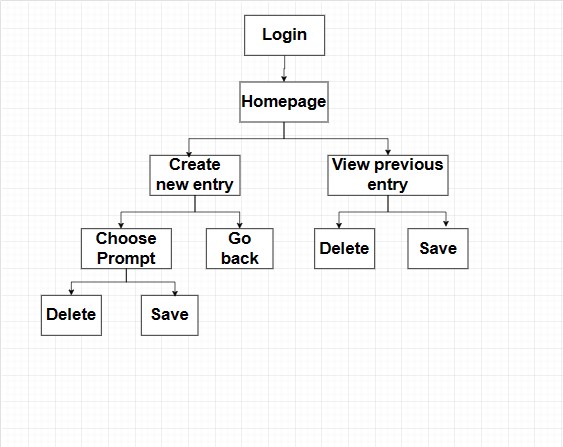 Login
Homepage
Create
new entry
View previous
entry
Choose
Prompt
Go
back
Delete
Save
Delete
Save